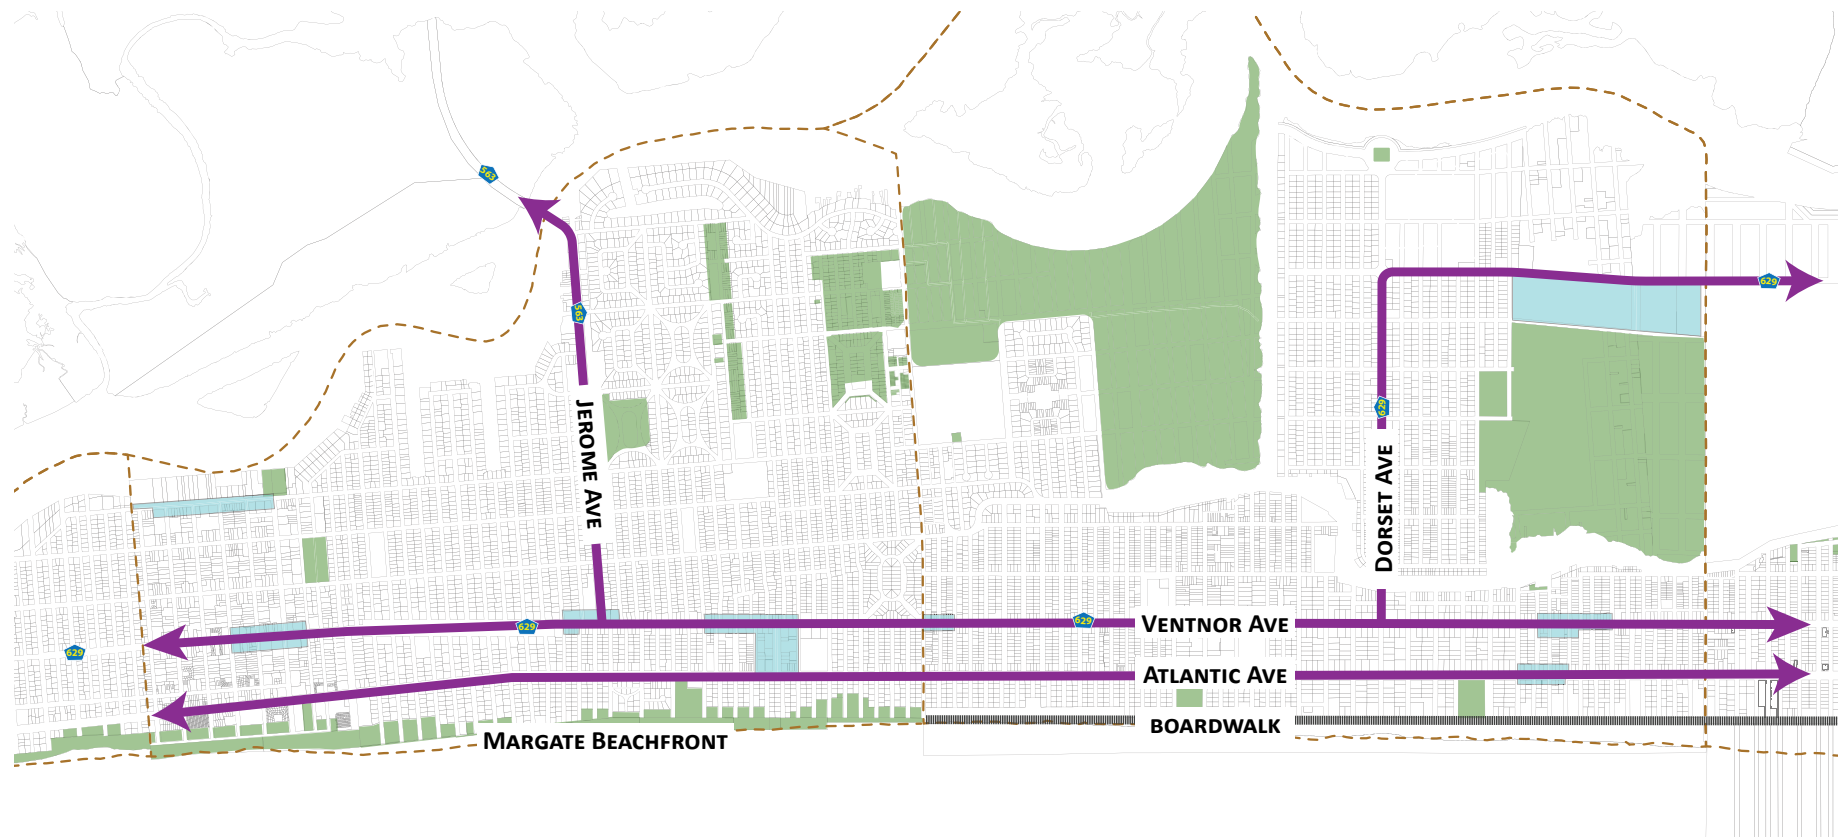 563
629
563
629
JEROME AVE
DORSET AVE
629
629
VENTNOR AVE
629
ATLANTIC AVE
BOARDWALK
MARGATE BEACHFRONT